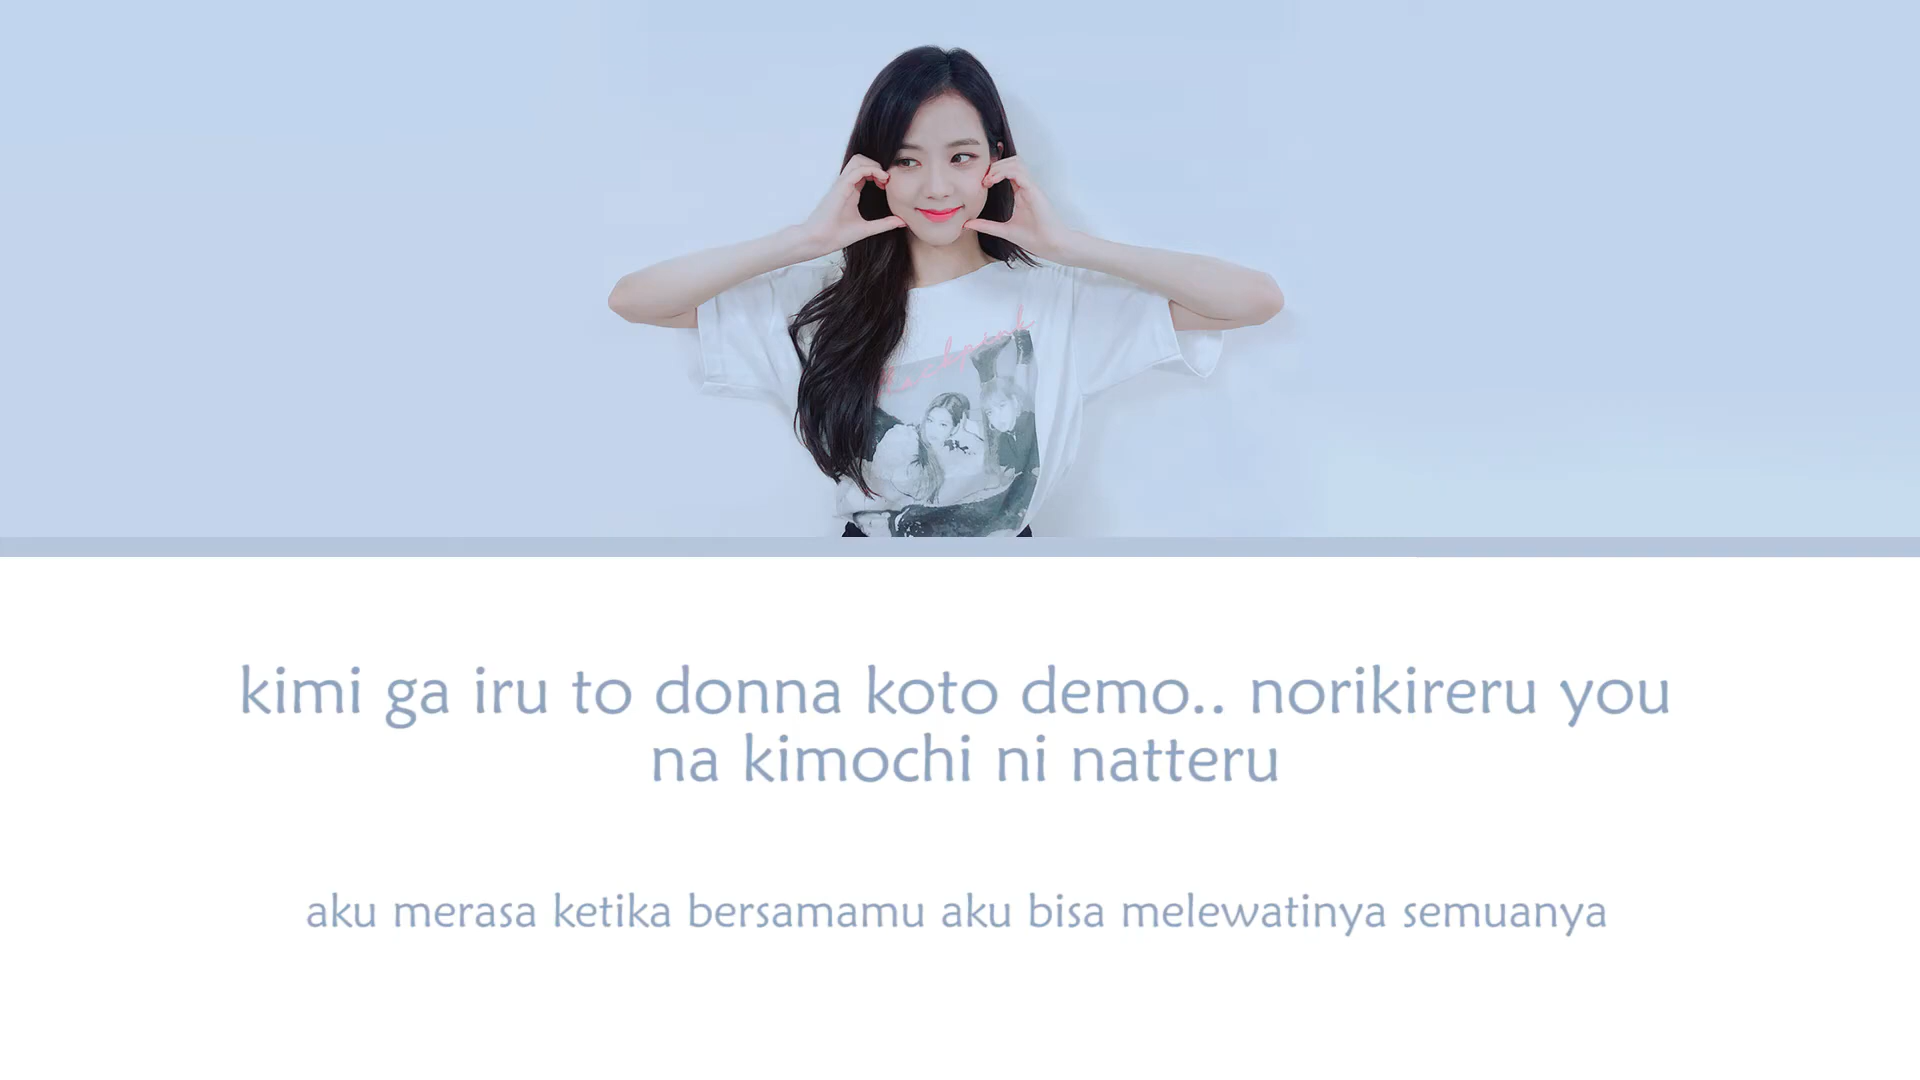 blackpink
kimi ga iru to donna koto demo.. norikireru you
na kimochi ni natteru
aku merasa ketika bersamamu aku bisa melewatinya semuanya